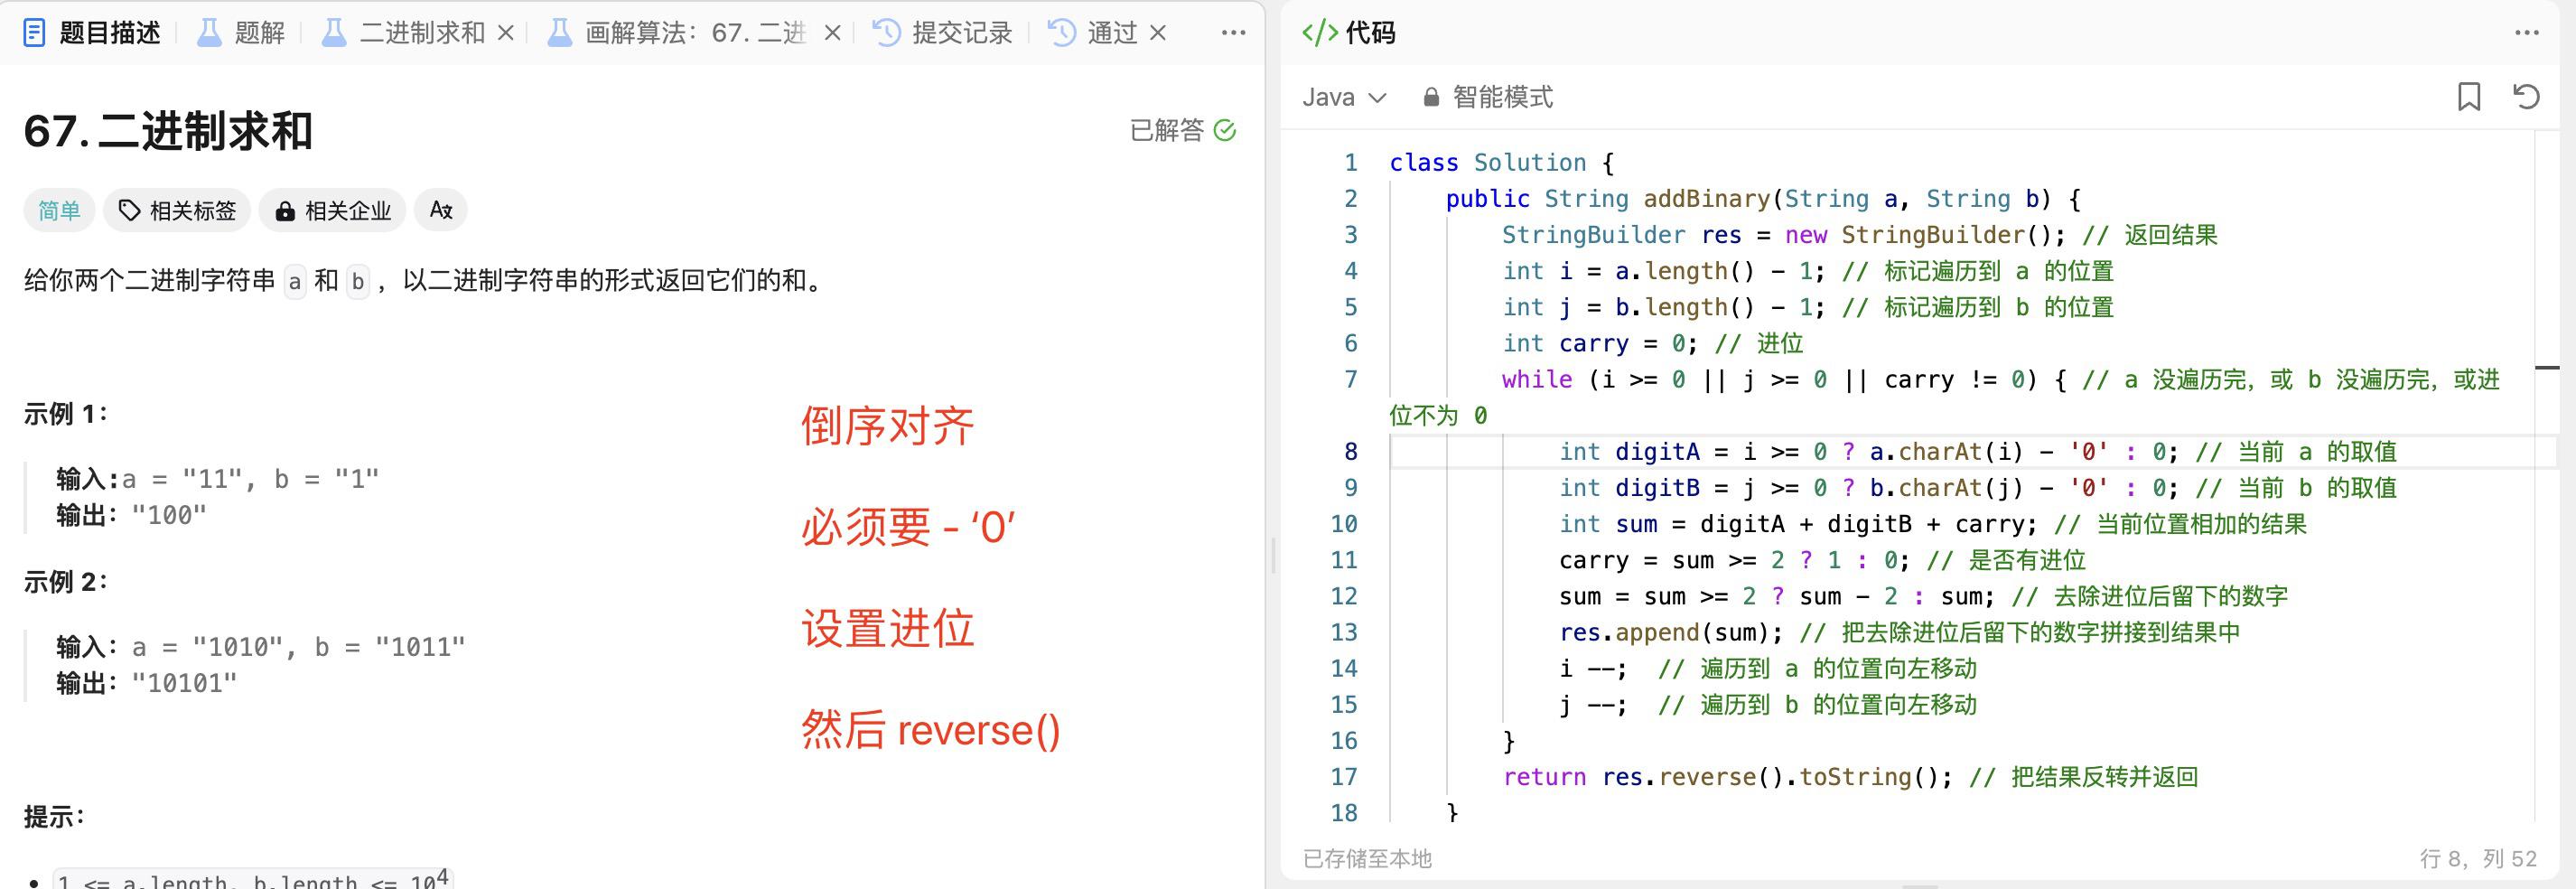 题目描述 题解 二进制求和 画解算法：67. 二进 提交记录 通过
67. 二进制求和
已解答
简单 相关标签 相关企业
给你两个二进制字符串 a 和 b ，以二进制字符串的形式返回它们的和。
示例 1：
输入:a = "11", b = "1"
输出："100"
示例 2：
输入：a = "1010", b = "1011"
输出："10101"
提示：
1 <= a.length, b.length <= 10⁴
倒序对齐
必须要 - ‘0’
设置进位
然后 reverse()
</> 代码
Java 智能模式
1 class Solution {
2 public String addBinary(String a, String b) {
3 StringBuilder res = new StringBuilder(); // 返回结果
4 int i = a.length() - 1; // 标记遍历到 a 的位置
5 int j = b.length() - 1; // 标记遍历到 b 的位置
6 int carry = 0; // 进位
7 while (i >= 0 || j >= 0 || carry != 0) { // a 没遍历完，或 b 没遍历完，或进
位不为 0
8 int digitA = i >= 0 ? a.charAt(i) - '0' : 0; // 当前 a 的取值
9 int digitB = j >= 0 ? b.charAt(j) - '0' : 0; // 当前 b 的取值
10 int sum = digitA + digitB + carry; // 当前位置相加的结果
11 carry = sum >= 2 ? 1 : 0; // 是否有进位
12 sum = sum >= 2 ? sum - 2 : sum; // 去除进位后留下的数字
13 res.append(sum); // 把去除进位后留下的数字拼接到结果中
14 i --; // 遍历到 a 的位置向左移动
15 j --; // 遍历到 b 的位置向左移动
16 }
17 return res.reverse().toString(); // 把结果反转并返回
18 }
已存储至本地
行 8，列 52